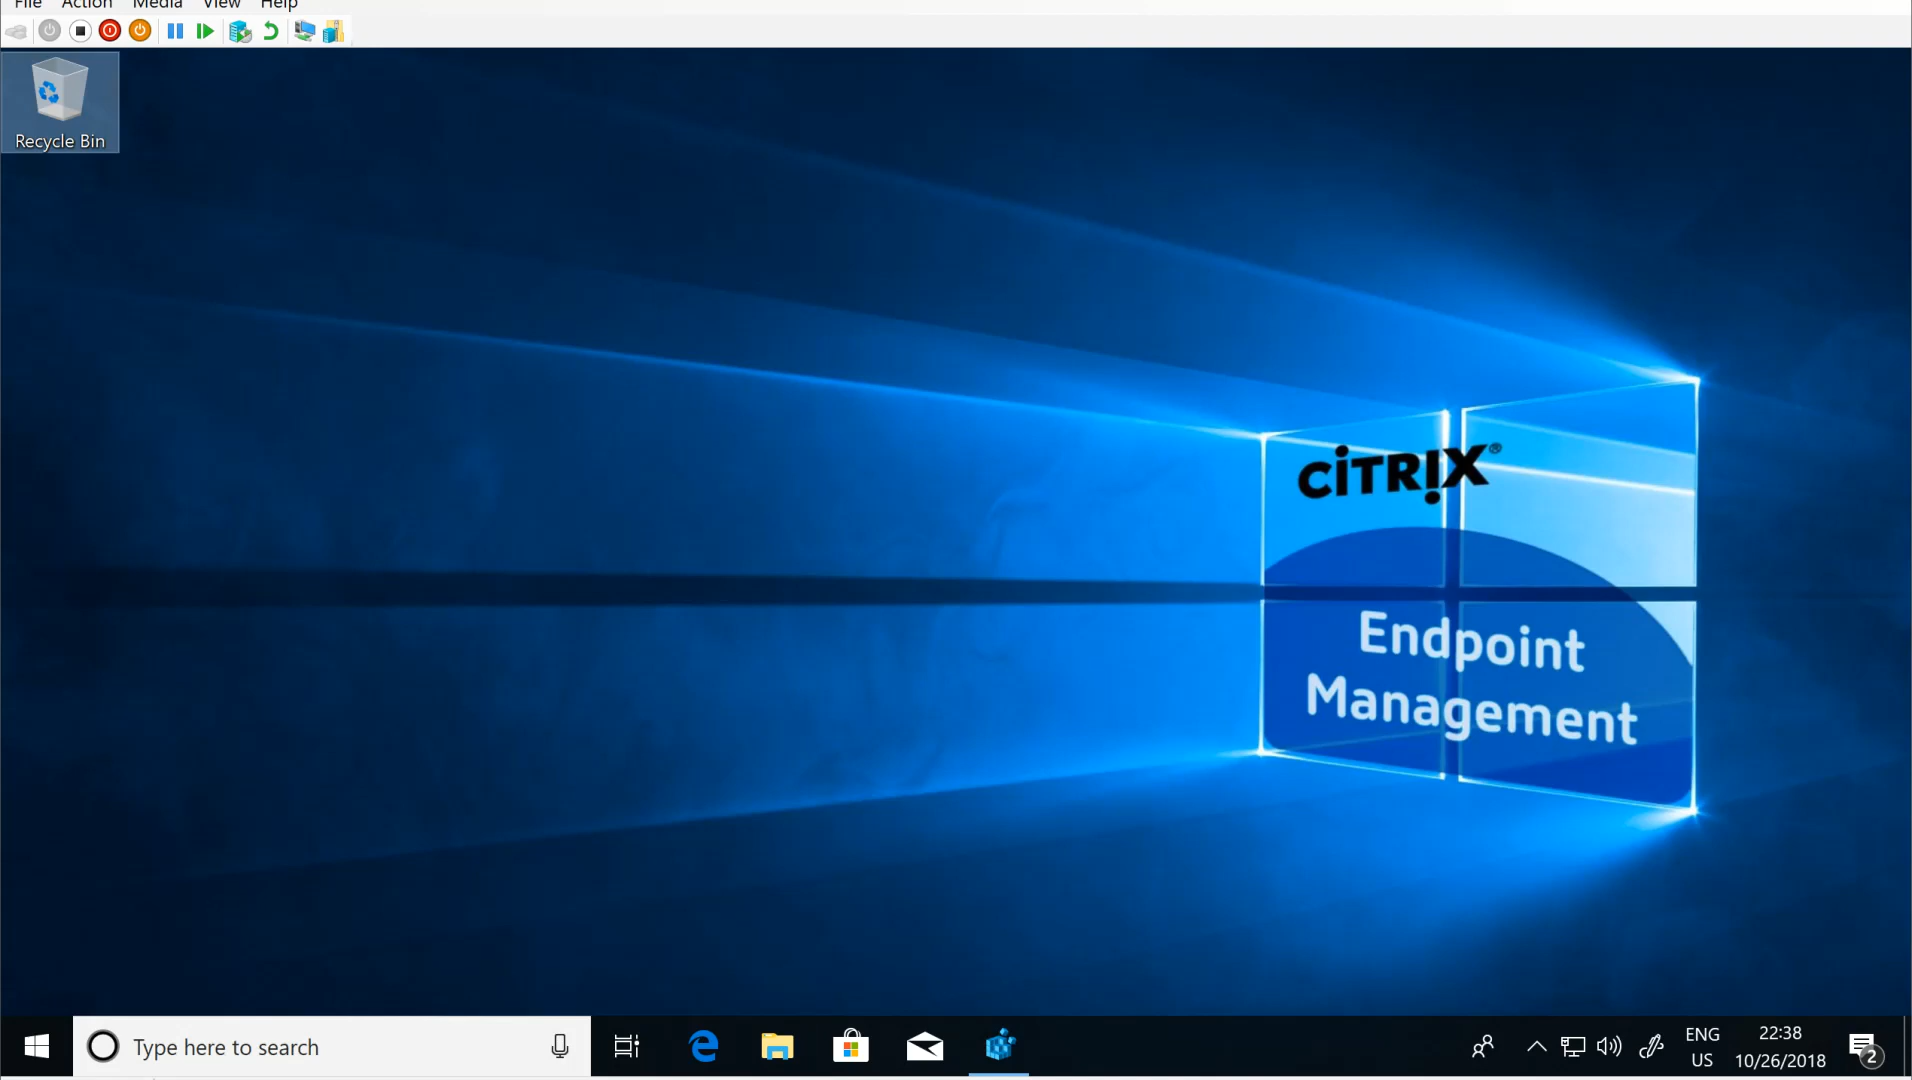 File Action Media View Help
Recycle Bin
CiTRIX®
Endpoint
Management
Type here to search
ENG
US
22:38
10/26/2018
2